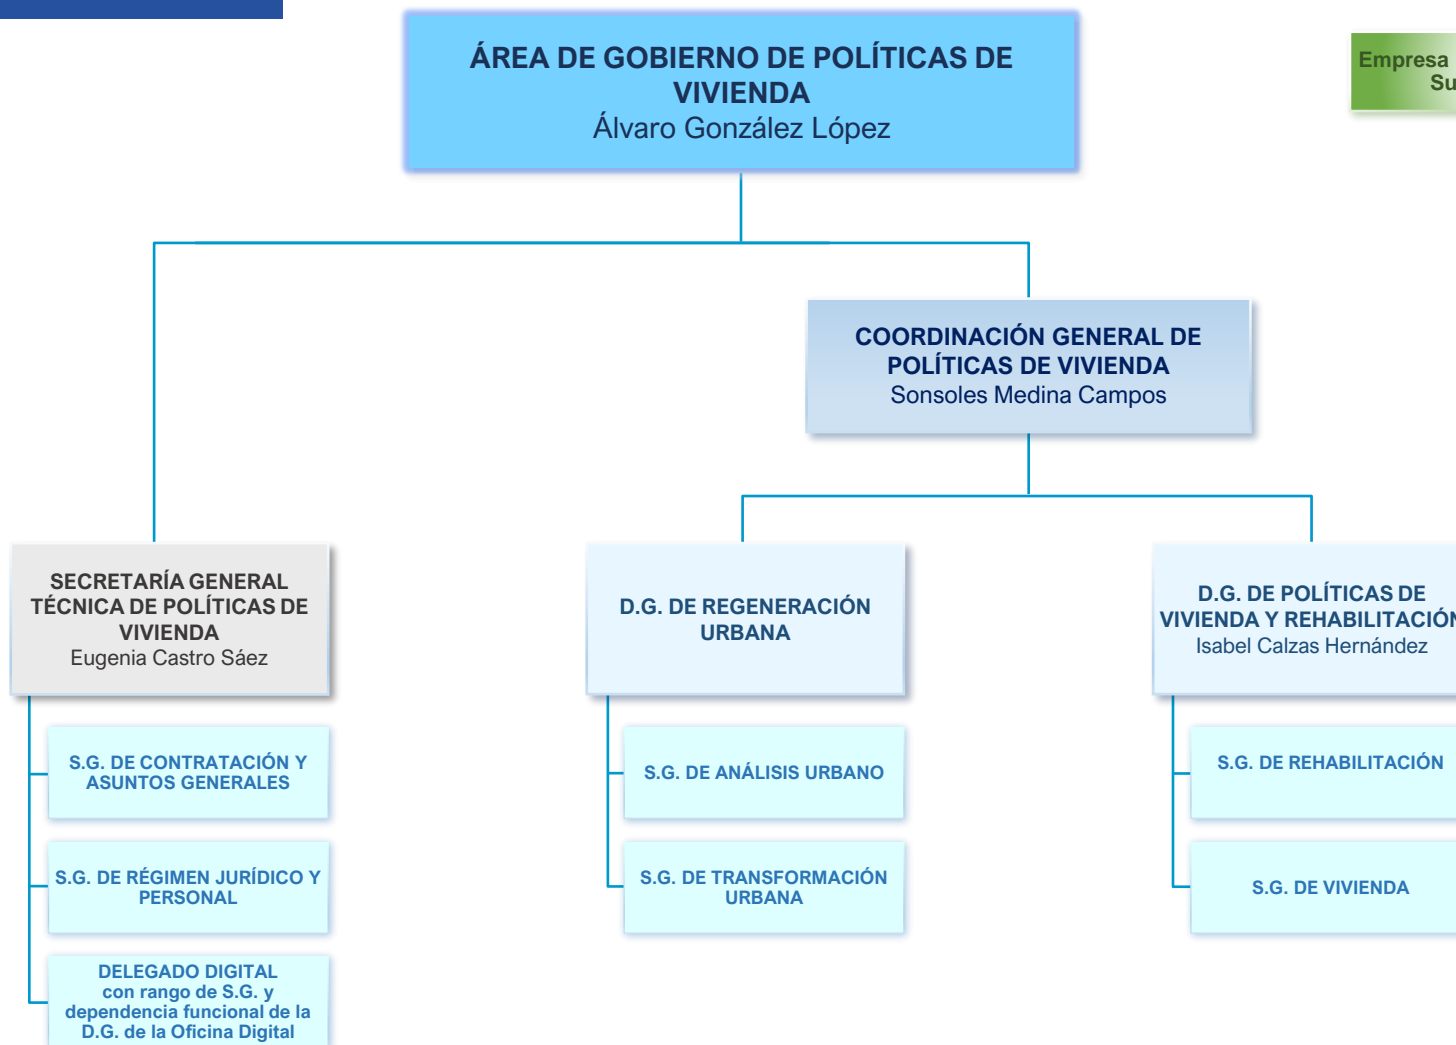 ÁREA DE GOBIERNO DE POLÍTICAS DE
VIVIENDA
Álvaro González López
Empresa
COORDINACIÓN GENERAL DE
POLÍTICAS DE VIVIENDA
Sonsoles Medina Campos
SECRETARÍA GENERAL
TÉCNICA DE POLÍTICAS DE
VIVIENDA
Eugenia Castro Sáez
D.G. DE REGENERACIÓN
URBANA
D.G. DE POLÍTICAS DE
VIVIENDA Y REHABILITACIÓN
Isabel Calzas Hernández
S.G. DE CONTRATACIÓN Y
ASUNTOS GENERALES
S.G. DE RÉGIMEN JURÍDICO Y
PERSONAL
DELEGADO DIGITAL
con rango de S.G. y
dependencia funcional de la
D.G. de la Oficina Digital
S.G. DE ANÁLISIS URBANO
S.G. DE TRANSFORMACIÓN
URBANA
S.G. DE REHABILITACIÓN
S.G. DE VIVIENDA